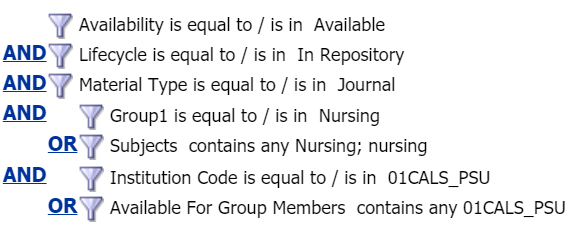 Availability is equal to / is in Available
AND Lifecycle is equal to / is in In Repository
AND Material Type is equal to / is in Journal
AND Group1 is equal to / is in Nursing
OR Subjects contains any Nursing; nursing
AND Institution Code is equal to / is in 01CALS_PSU
OR Available For Group Members contains any 01CALS_PSU